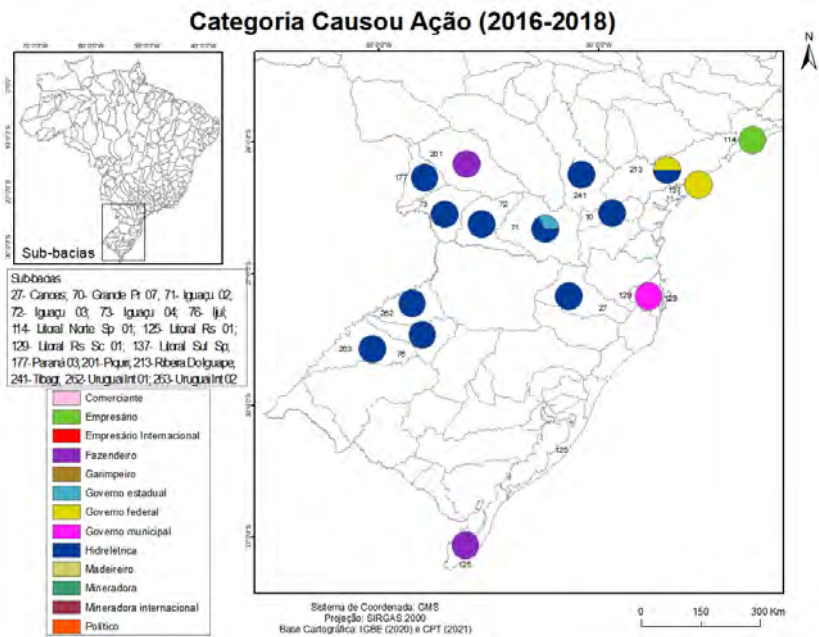 Categoria Causou Ação (2016-2018)
N
Sub-bacias
Sub-bacias
27- Canoas; 70- Grande Pr 07, 71- Iguaçu 02,
72- Iguaçu 03; 73- Iguaçu 04; 76- Ijuí;
114- Litoral Norte Sp 01; 125- Litoral Rs 01;
129- Litoral Rs Sc 01; 137- Litoral Sul Sp;
177- Paraná 03; 201- Piquiri; 213- Ribeira Do Iguape;
241- Tibagi; 262- Uruguai Int 01; 263- Uruguai Int 02
Comerciante
Empresário
Empresário Internacional
Fazendeiro
Garimpeiro
Governo estadual
Governo federal
Governo municipal
Hidrelétrica
Madeireiro
Mineradora
Mineradora internacional
Político
114
201
213
177
241
137
73
72
70
71
27
129
129
262
263
76
125
125
Sistema de Coordenada: GMS
Projeção: SIRGAS 2000
Base Cartográfica: IGBE (2020) e CPT (2021)
0 150 300 Km